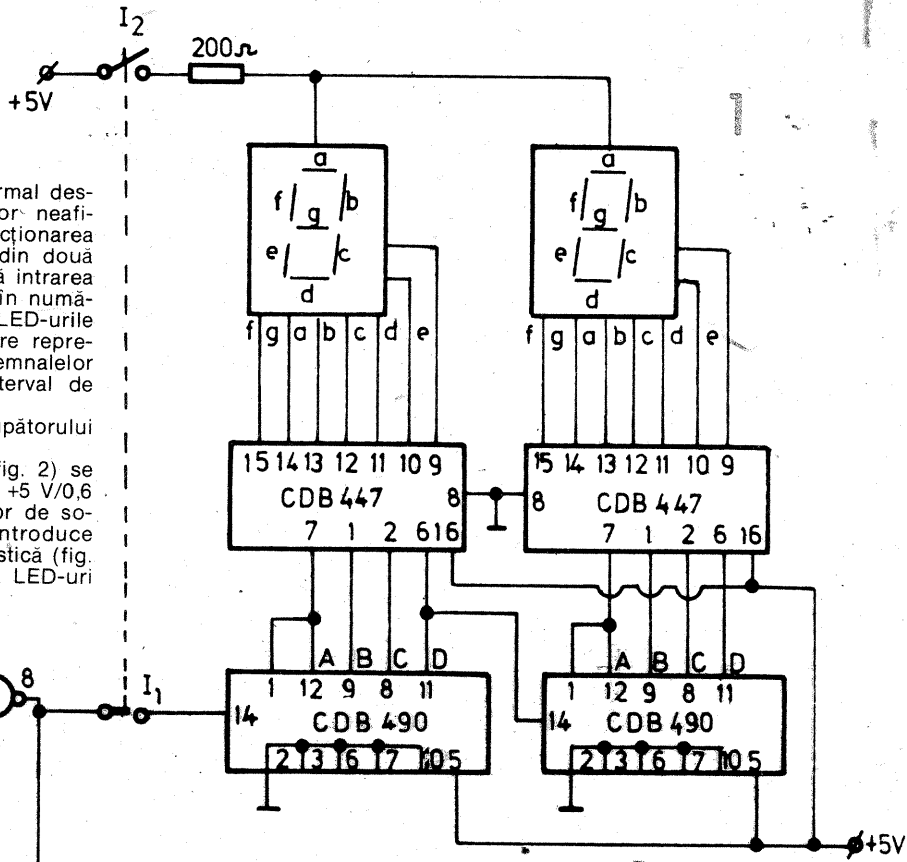 I2
200Ω
+5V
rmal des-
or neafi-
cționarea
din două
ă intrarea
în numă-
LED-urile
re repre-
emnalelor
terval de
pătorului
fig. 2) se
+5 V/0,6
or de so-
ntroduce
stică (fig.
LED-uri
a
f b
g
e c
d
a
f b
g
e c
d
f g a b c d e
f g a b c d e
15 14 13 12 11 10 9
CDB 447
8
7 1 2 6 16
15 14 13 12 11 10 9
CDB 447
8
7 1 2 6 16
A B C D
A B C D
8
I1
1 12 9 8 11
14
CDB 490
2 3 6 7 10 5
1 12 9 8 11
14
CDB 490
2 3 6 7 10 5
+5V